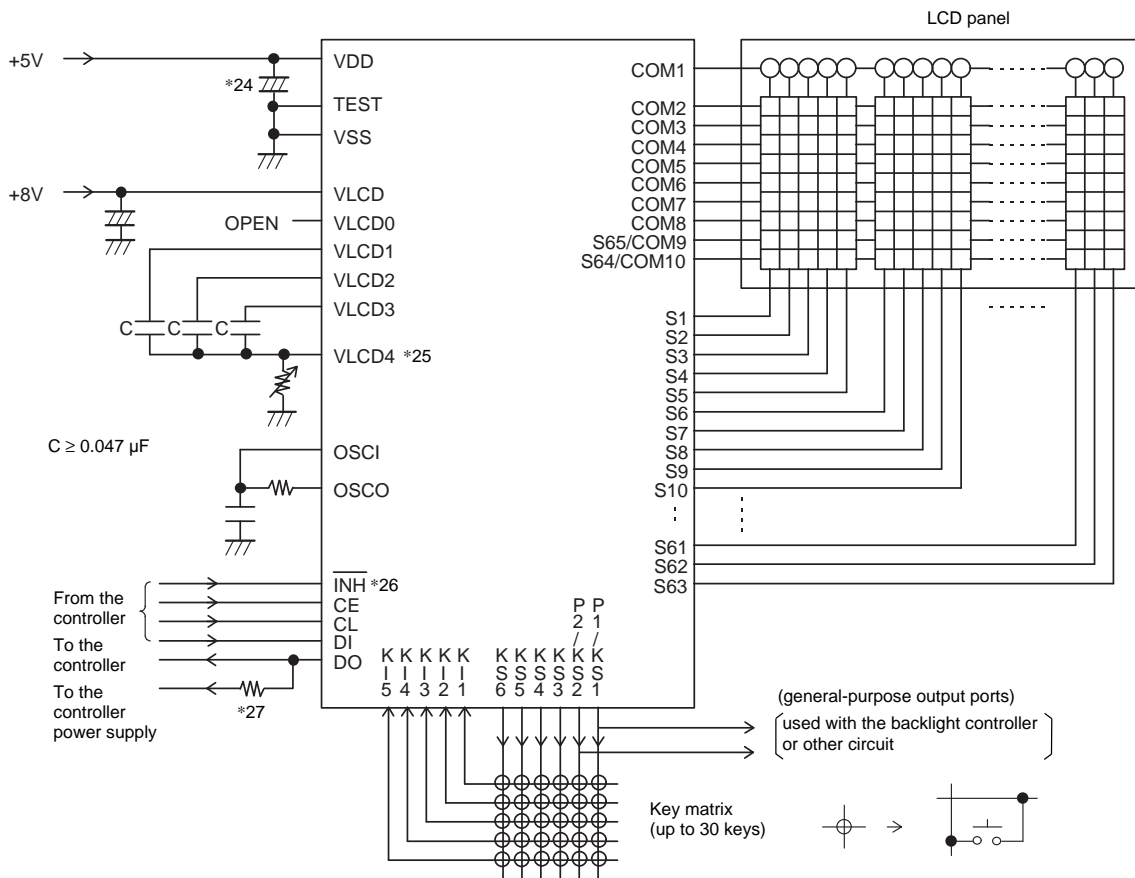 LCD panel
+5V
VDD
*24
TEST
VSS
+8V
VLCD
OPEN
VLCD0
VLCD1
VLCD2
VLCD3
C
C
C
VLCD4 *25
C ≥ 0.047 µF
OSCI
OSCO
From the
controller
INH *26
CE
CL
DI
To the
controller
DO
To the
controller
power supply
*27
COM1
COM2
COM3
COM4
COM5
COM6
COM7
COM8
S65/COM9
S64/COM10
S1
S2
S3
S4
S5
S6
S7
S8
S9
S10
S61
S62
S63
KI5
KI4
KI3
KI2
KI1
KS6
KS5
KS4
KS3
P2/KS2
P1/KS1
(general-purpose output ports)
used with the backlight controller
or other circuit
Key matrix
(up to 30 keys)